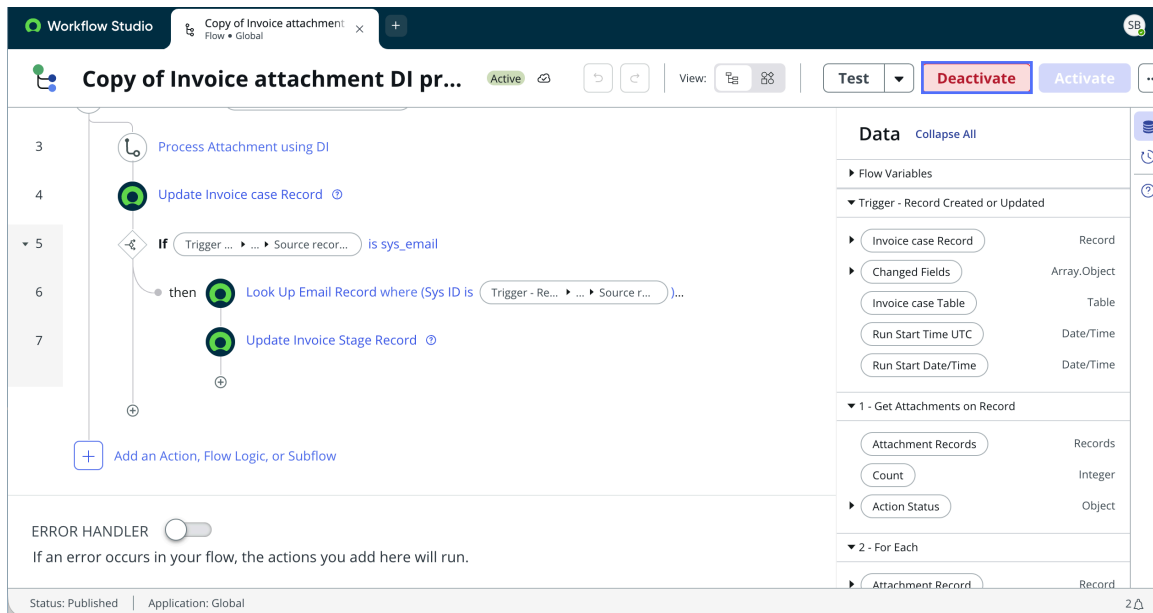 Workflow Studio
Copy of Invoice attachment
Flow • Global
SB
Copy of Invoice attachment DI pr...
Active
View:
Test
Deactivate
Activate
3
Process Attachment using DI
4
Update Invoice case Record
5
If Trigger ... ▸ ... ▸ Source recor... is sys_email
6
then Look Up Email Record where (Sys ID is Trigger - Re... ▸ ... ▸ Source r... )...
7
Update Invoice Stage Record
Add an Action, Flow Logic, or Subflow
ERROR HANDLER
If an error occurs in your flow, the actions you add here will run.
Data Collapse All
Flow Variables
Trigger - Record Created or Updated
Invoice case Record Record
Changed Fields Array.Object
Invoice case Table Table
Run Start Time UTC Date/Time
Run Start Date/Time Date/Time
1 - Get Attachments on Record
Attachment Records Records
Count Integer
Action Status Object
2 - For Each
Attachment Record Record
Status: Published | Application: Global
2